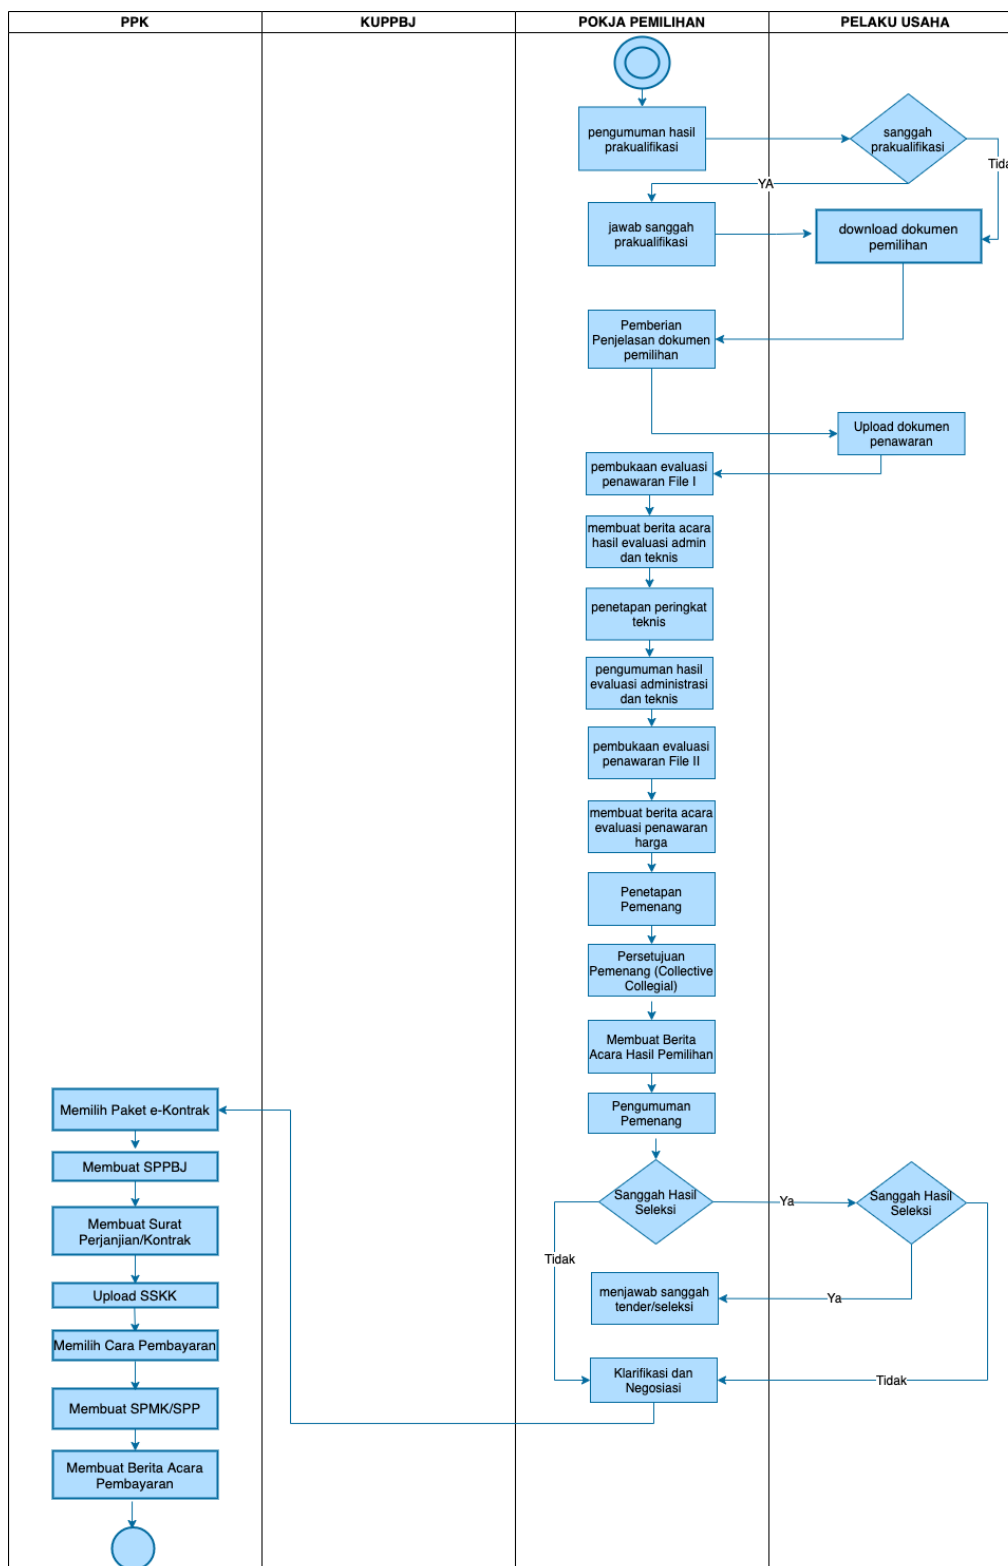 PPK
KUPPBJ
POKJA PEMILIHAN
PELAKU USAHA
pengumuman hasil
prakualifikasi
sanggah
prakualifikasi
Tida
YA
jawab sanggah
prakualifikasi
download dokumen
pemilihan
Pemberian
Penjelasan dokumen
pemilihan
Upload dokumen
penawaran
pembukaan evaluasi
penawaran File I
membuat berita acara
hasil evaluasi admin
dan teknis
penetapan peringkat
teknis
pengumuman hasil
evaluasi administrasi
dan teknis
pembukaan evaluasi
penawaran File II
membuat berita acara
evaluasi penawaran
harga
Penetapan
Pemenang
Persetujuan
Pemenang (Collective
Collegial)
Membuat Berita
Acara Hasil Pemilihan
Pengumuman
Pemenang
Sanggah Hasil
Seleksi
Ya
Sanggah Hasil
Seleksi
Tidak
menjawab sanggah
tender/seleksi
Ya
Klarifikasi dan
Negosiasi
Tidak
Memilih Paket e-Kontrak
Membuat SPPBJ
Membuat Surat
Perjanjian/Kontrak
Upload SSKK
Memilih Cara Pembayaran
Membuat SPMK/SPP
Membuat Berita Acara
Pembayaran